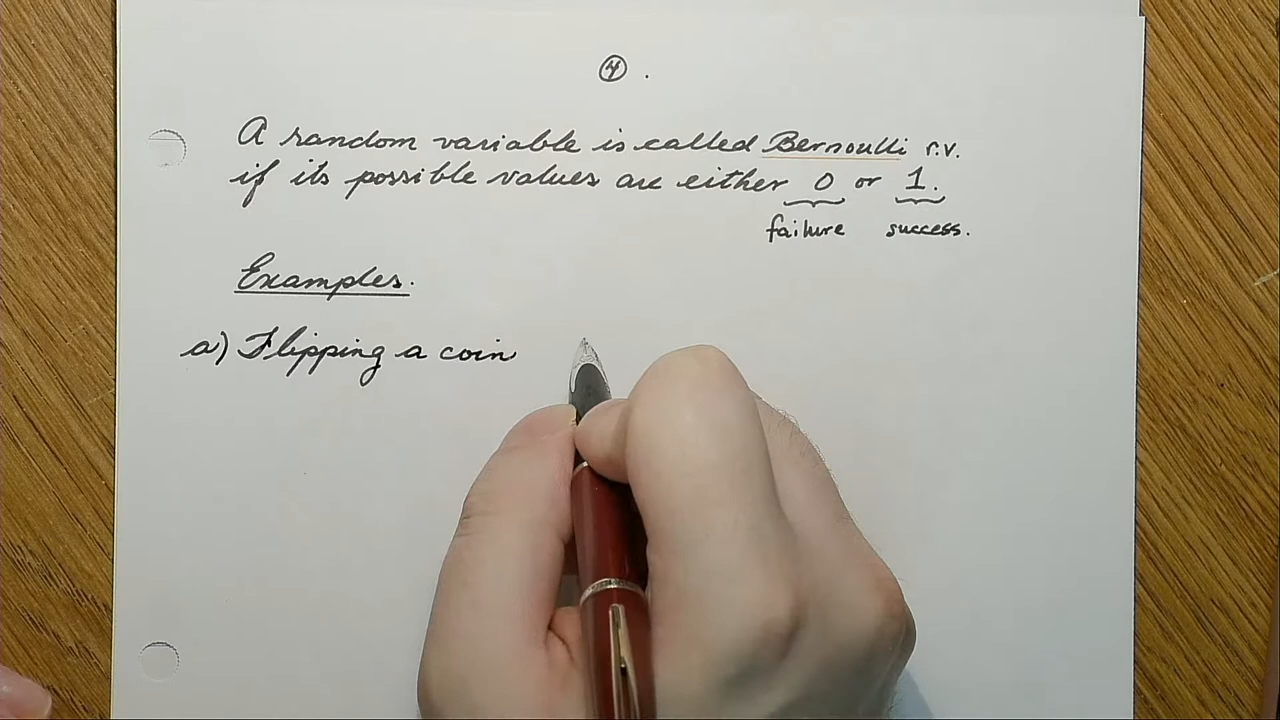 ④.
A random variable is called Bernoulli r.v.
if its possible values are either 0 or 1.
failure success.
Examples.
a) Flipping a coin